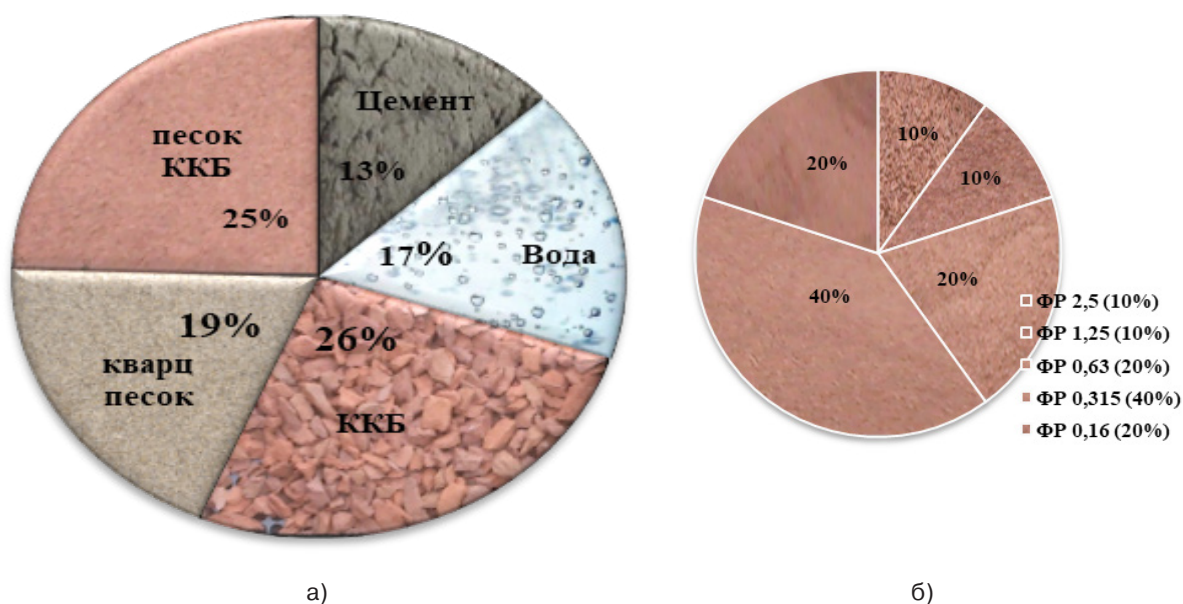 песок
ККБ
25%
Цемент
13%
17%
Вода
19%
кварц
песок
26%
ККБ
10%
10%
20%
40%
20%
ФР 2,5 (10%)
ФР 1,25 (10%)
ФР 0,63 (20%)
ФР 0,315 (40%)
ФР 0,16 (20%)
а)
б)